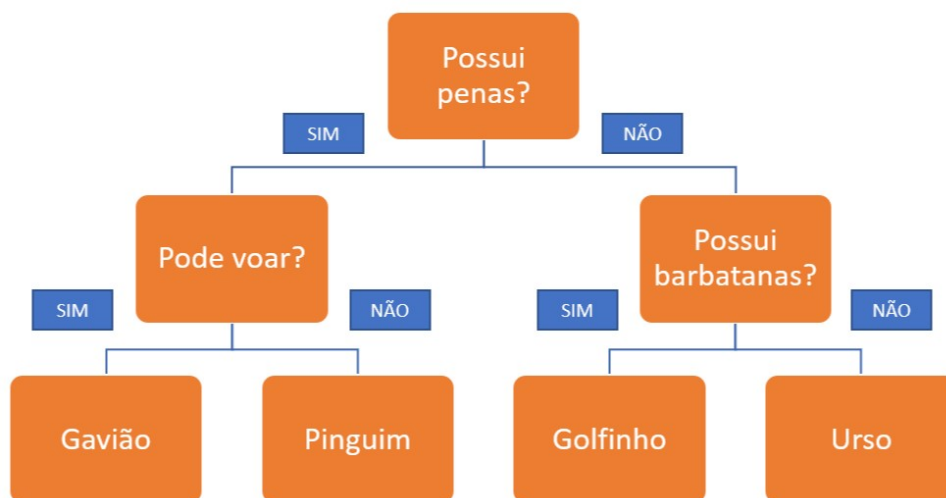 Possui
penas?
SIM
NÃO
Pode voar?
Possui
barbatanas?
SIM
NÃO
SIM
NÃO
Gavião
Pinguim
Golfinho
Urso